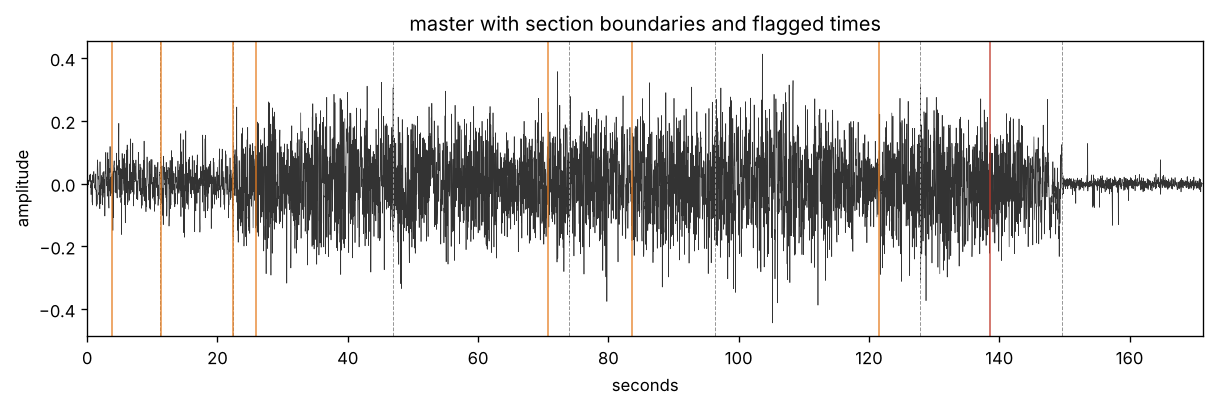 master with section boundaries and flagged times
0.4
0.2
0.0
−0.2
−0.4
amplitude
0 20 40 60 80 100 120 140 160
seconds